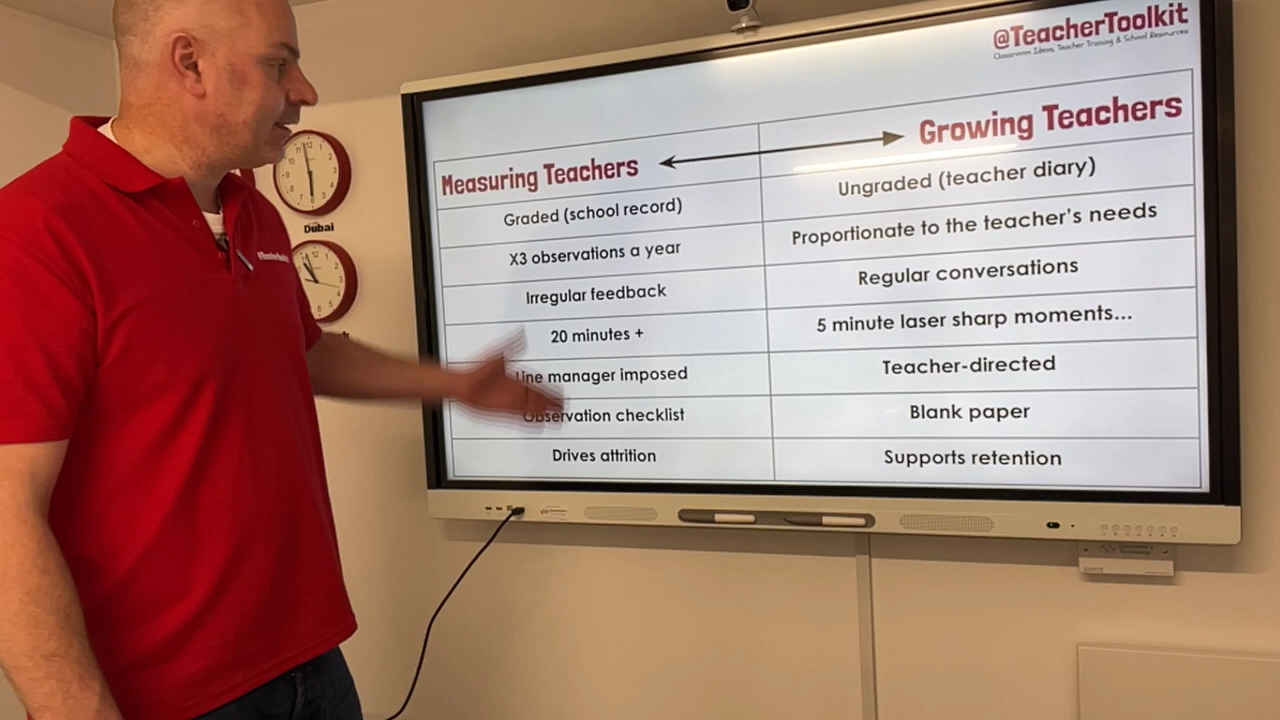 @TeacherToolkit
Classroom Ideas, Teacher Training & School Resources
Measuring Teachers
Growing Teachers
Graded (school record)
Ungraded (teacher diary)
X3 observations a year
Proportionate to the teacher's needs
Irregular feedback
Regular conversations
20 minutes +
5 minute laser sharp moments...
Line manager imposed
Teacher-directed
Observation checklist
Blank paper
Drives attrition
Supports retention
Dubai